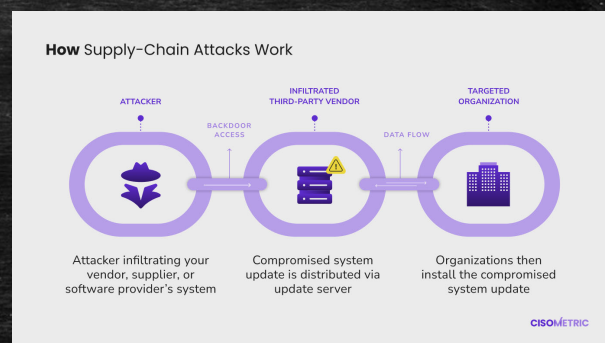 How Supply-Chain Attacks Work
ATTACKER
INFILTRATED
THIRD-PARTY VENDOR
TARGETED
ORGANIZATION
BACKDOOR
ACCESS
DATA FLOW
Attacker infiltrating your
vendor, supplier, or
software provider's system
Compromised system
update is distributed via
update server
Organizations then
install the compromised
system update
CISOMETRIC